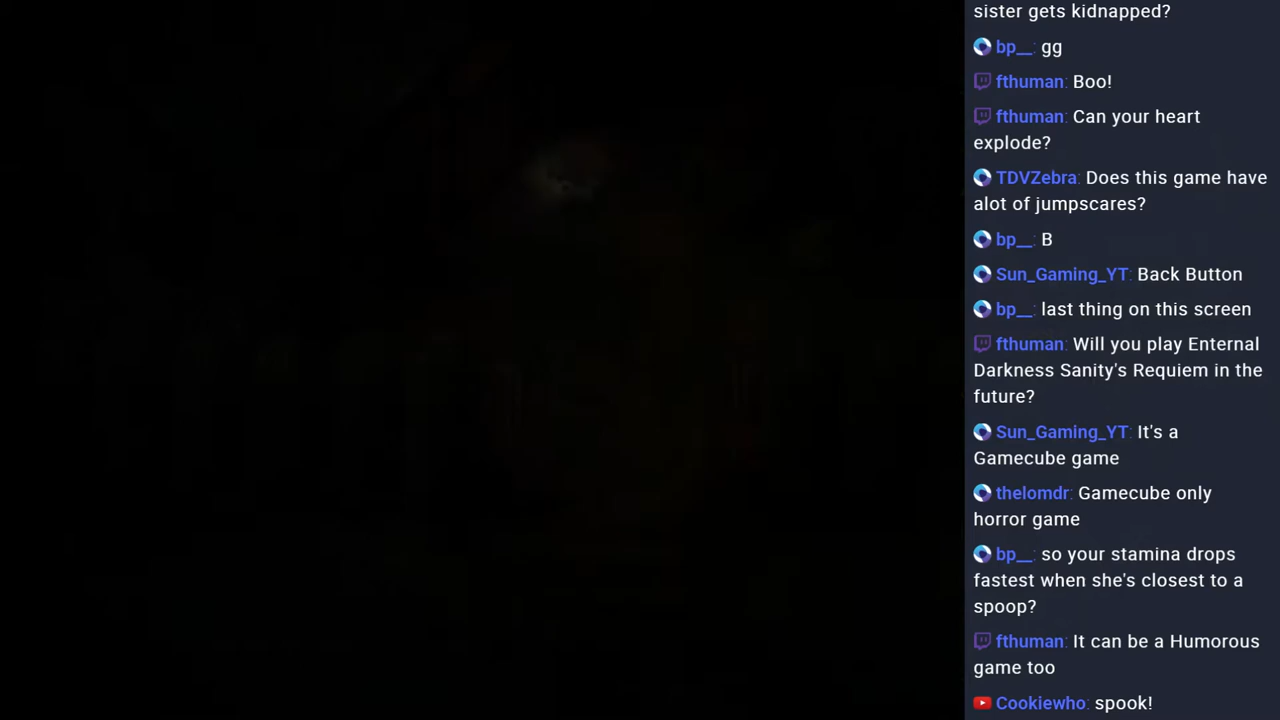 sister gets kidnapped?
bp__: gg
fthuman: Boo!
fthuman: Can your heart
explode?
TDVZebra: Does this game have
alot of jumpscares?
bp__: B
Sun_Gaming_YT: Back Button
bp__: last thing on this screen
fthuman: Will you play Enternal
Darkness Sanity's Requiem in the
future?
Sun_Gaming_YT: It's a
Gamecube game
thelomdr: Gamecube only
horror game
bp__: so your stamina drops
fastest when she's closest to a
spoop?
fthuman: It can be a Humorous
game too
Cookiewho: spook!